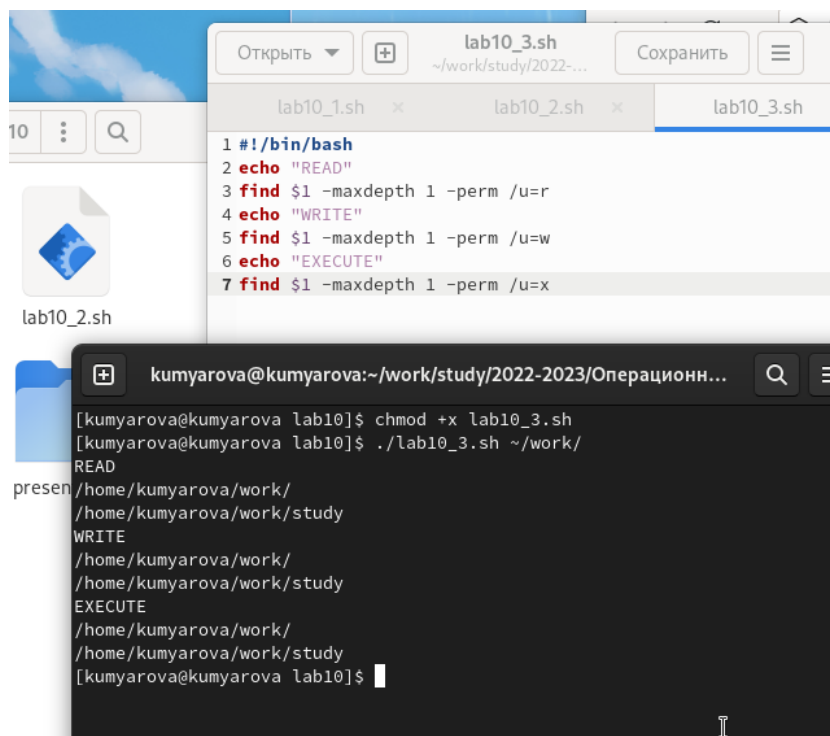 Открыть
lab10_3.sh
~/work/study/2022-...
Сохранить
lab10_1.sh ×
lab10_2.sh ×
lab10_3.sh
10
1 #!/bin/bash
2 echo "READ"
3 find $1 -maxdepth 1 -perm /u=r
4 echo "WRITE"
5 find $1 -maxdepth 1 -perm /u=w
6 echo "EXECUTE"
7 find $1 -maxdepth 1 -perm /u=x
lab10_2.sh
presen
kumyarova@kumyarova:~/work/study/2022-2023/Операционн...
[kumyarova@kumyarova lab10]$ chmod +x lab10_3.sh
[kumyarova@kumyarova lab10]$ ./lab10_3.sh ~/work/
READ
/home/kumyarova/work/
/home/kumyarova/work/study
WRITE
/home/kumyarova/work/
/home/kumyarova/work/study
EXECUTE
/home/kumyarova/work/
/home/kumyarova/work/study
[kumyarova@kumyarova lab10]$